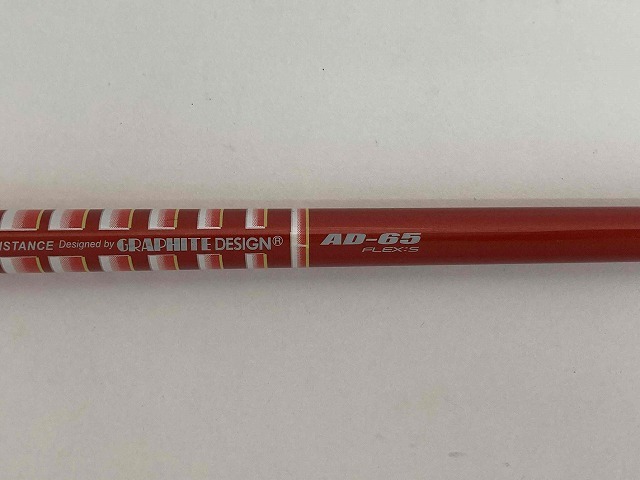 ISTANCE Designed by GRAPHITE DESIGN® AD-65
FLEX:S